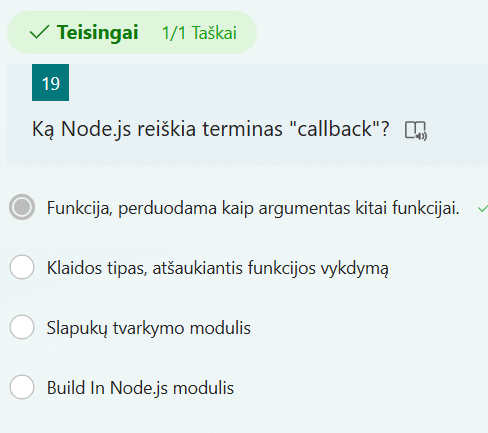 Teisingai 1/1 Taškai
19
Ką Node.js reiškia terminas "callback"?
Funkcija, perduodama kaip argumentas kitai funkcijai.
Klaidos tipas, atšaukiantis funkcijos vykdymą
Slapukų tvarkymo modulis
Build In Node.js modulis